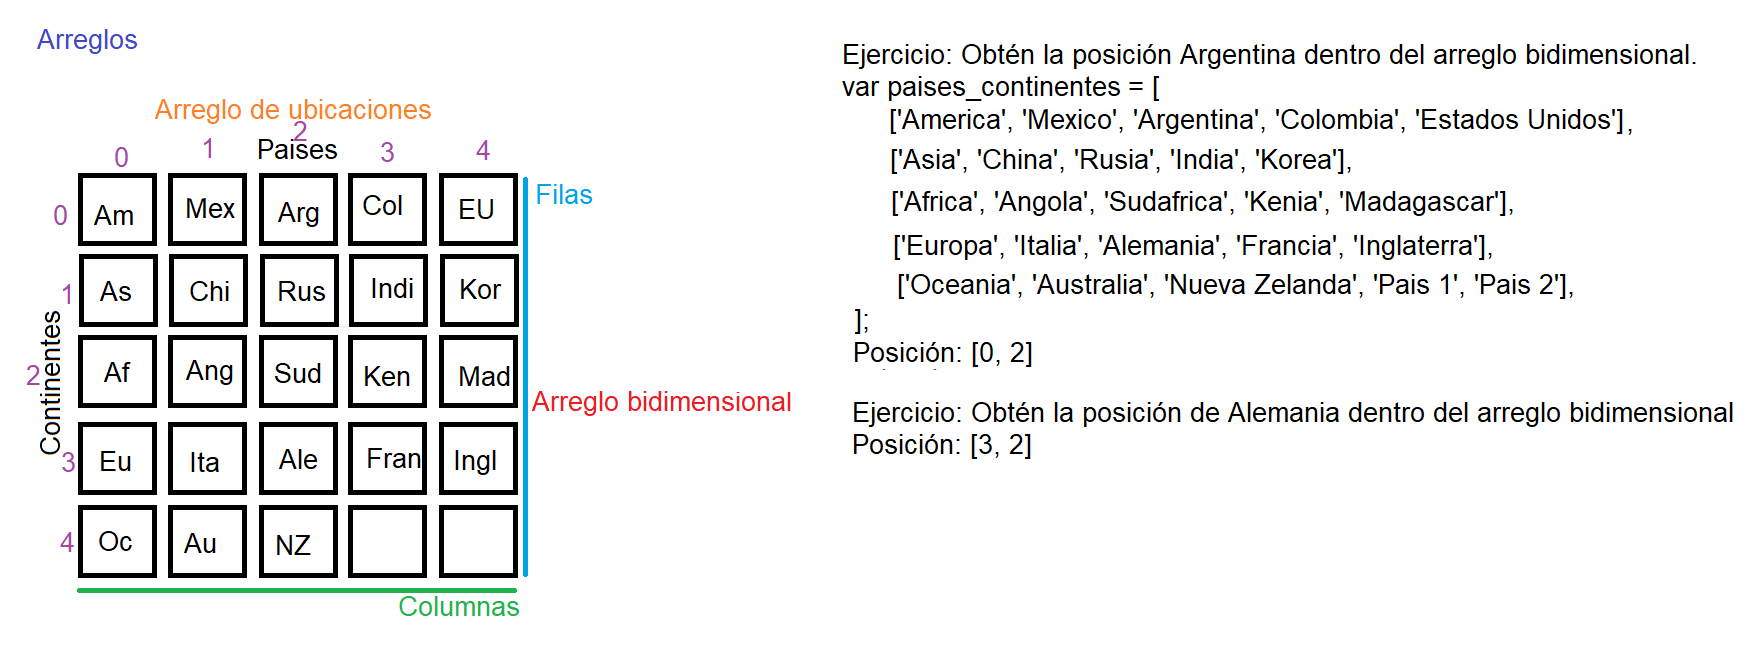 Arreglos
Arreglo de ubicaciones
Paises
0 1 2 3 4
Filas
0 Am Mex Arg Col EU
1 As Chi Rus Indi Kor
Continentes
2 Af Ang Sud Ken Mad
Arreglo bidimensional
3 Eu Ita Ale Fran Ingl
4 Oc Au NZ
Columnas
Ejercicio: Obtén la posición Argentina dentro del arreglo bidimensional.
var paises_continentes = [
['America', 'Mexico', 'Argentina', 'Colombia', 'Estados Unidos'],
['Asia', 'China', 'Rusia', 'India', 'Korea'],
['Africa', 'Angola', 'Sudafrica', 'Kenia', 'Madagascar'],
['Europa', 'Italia', 'Alemania', 'Francia', 'Inglaterra'],
['Oceania', 'Australia', 'Nueva Zelanda', 'Pais 1', 'Pais 2'],
];
Posición: [0, 2]
Ejercicio: Obtén la posición de Alemania dentro del arreglo bidimensional
Posición: [3, 2]